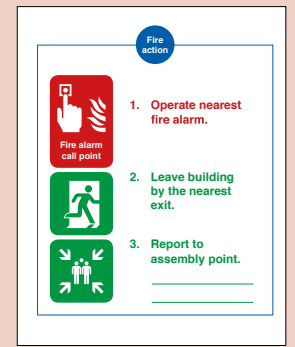 Fire
action
Fire alarm
call point
1. Operate nearest
fire alarm.
2. Leave building
by the nearest
exit.
3. Report to
assembly point.